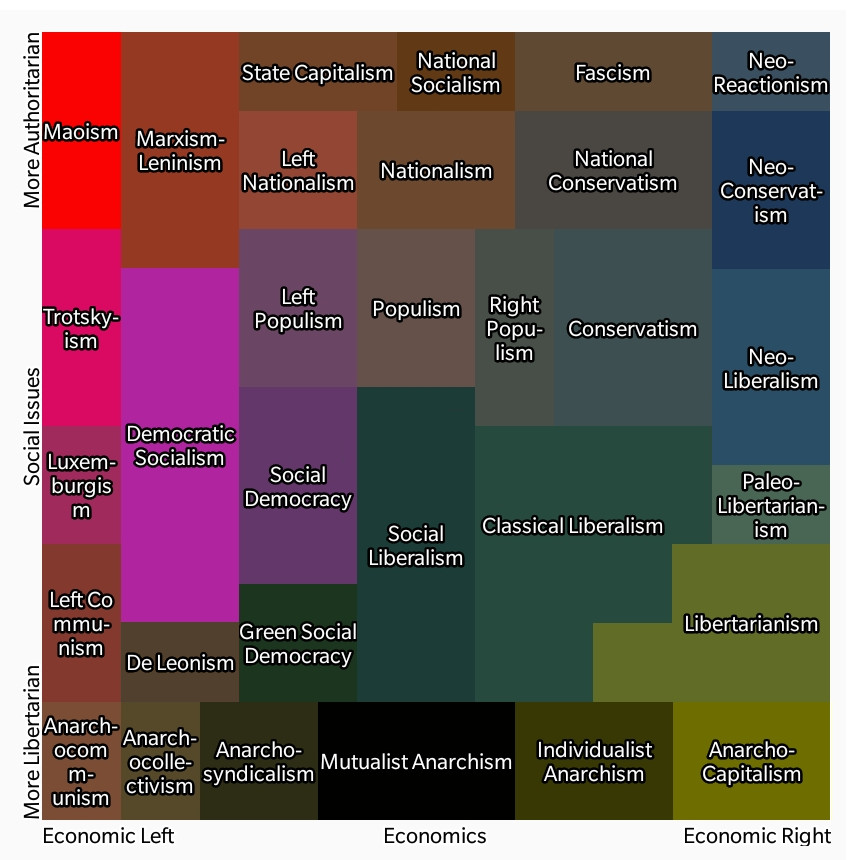 More Authoritarian
Social Issues
More Libertarian
Maoism
Marxism-
Leninism
State Capitalism
National
Socialism
Fascism
Neo-
Reactionism
Left
Nationalism
Nationalism
National
Conservatism
Neo-
Conservat-
ism
Trotsky-
ism
Democratic
Socialism
Left
Populism
Populism
Right
Popu-
lism
Conservatism
Neo-
Liberalism
Luxem-
burgis
m
Social
Democracy
Social
Liberalism
Classical Liberalism
Paleo-
Libertarian-
ism
Left Co
mmu-
nism
De Leonism
Green Social
Democracy
Libertarianism
Anarch-
ocom
m-
unism
Anarch-
ocolle-
ctivism
Anarcho-
syndicalism
Mutualist Anarchism
Individualist
Anarchism
Anarcho-
Capitalism
Economic Left
Economics
Economic Right